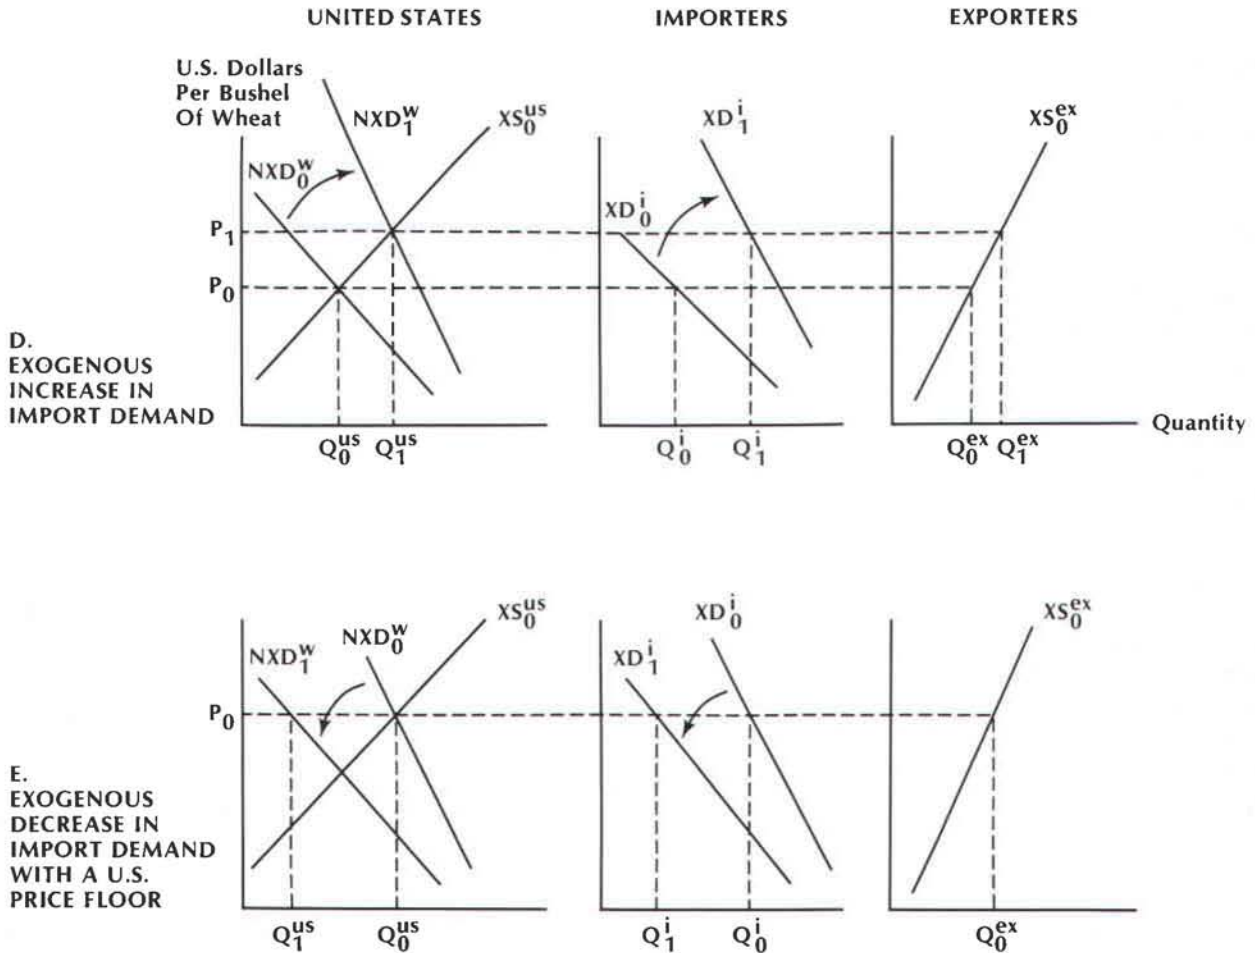 UNITED STATES
IMPORTERS
EXPORTERS
U.S. Dollars
Per Bushel
Of Wheat
NXD₁ʷ
XS₀ᵘˢ
NXD₀ʷ
XD₁ⁱ
XD₀ⁱ
XS₀ᵉˣ
P₁
P₀
D.
EXOGENOUS
INCREASE IN
IMPORT DEMAND
Q₀ᵘˢ Q₁ᵘˢ
Q₀ⁱ Q₁ⁱ
Q₀ᵉˣ Q₁ᵉˣ
Quantity
NXD₁ʷ
NXD₀ʷ
XS₀ᵘˢ
XD₁ⁱ
XD₀ⁱ
XS₀ᵉˣ
P₀
E.
EXOGENOUS
DECREASE IN
IMPORT DEMAND
WITH A U.S.
PRICE FLOOR
Q₁ᵘˢ Q₀ᵘˢ
Q₁ⁱ Q₀ⁱ
Q₀ᵉˣ